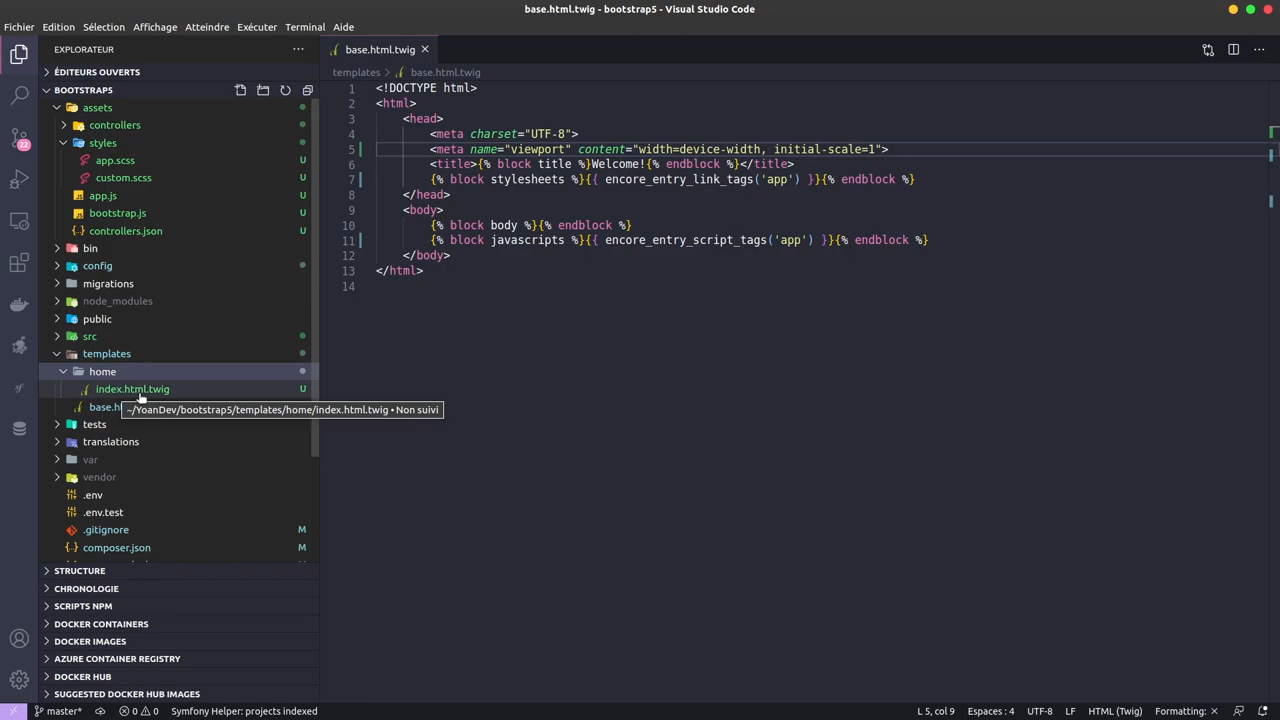 base.html.twig - bootstrap5 - Visual Studio Code
Fichier Edition Sélection Affichage Atteindre Exécuter Terminal Aide
EXPLORATEUR
ÉDITEURS OUVERTS
BOOTSTRAP5
assets
controllers
styles
app.scss
custom.scss
app.js
bootstrap.js
controllers.json
bin
config
migrations
node_modules
public
src
templates
home
index.html.twig U
base.h
~/YoanDev/bootstrap5/templates/home/index.html.twig • Non suivi
tests
translations
var
vendor
.env
.env.test
.gitignore M
composer.json M
STRUCTURE
CHRONOLOGIE
SCRIPTS NPM
DOCKER CONTAINERS
DOCKER IMAGES
AZURE CONTAINER REGISTRY
DOCKER HUB
SUGGESTED DOCKER HUB IMAGES
22
base.html.twig
templates > base.html.twig
1 <!DOCTYPE html>
2 <html>
3 <head>
4 <meta charset="UTF-8">
5 <meta name="viewport" content="width=device-width, initial-scale=1">
6 <title>{% block title %}Welcome!{% endblock %}</title>
7 {% block stylesheets %}{{ encore_entry_link_tags('app') }}{% endblock %}
8 </head>
9 <body>
10 {% block body %}{% endblock %}
11 {% block javascripts %}{{ encore_entry_script_tags('app') }}{% endblock %}
12 </body>
13 </html>
14
master* 0 0 Symfony Helper: projects indexed L 5, col 9 Espaces : 4 UTF-8 LF HTML (Twig) Formatting: ×